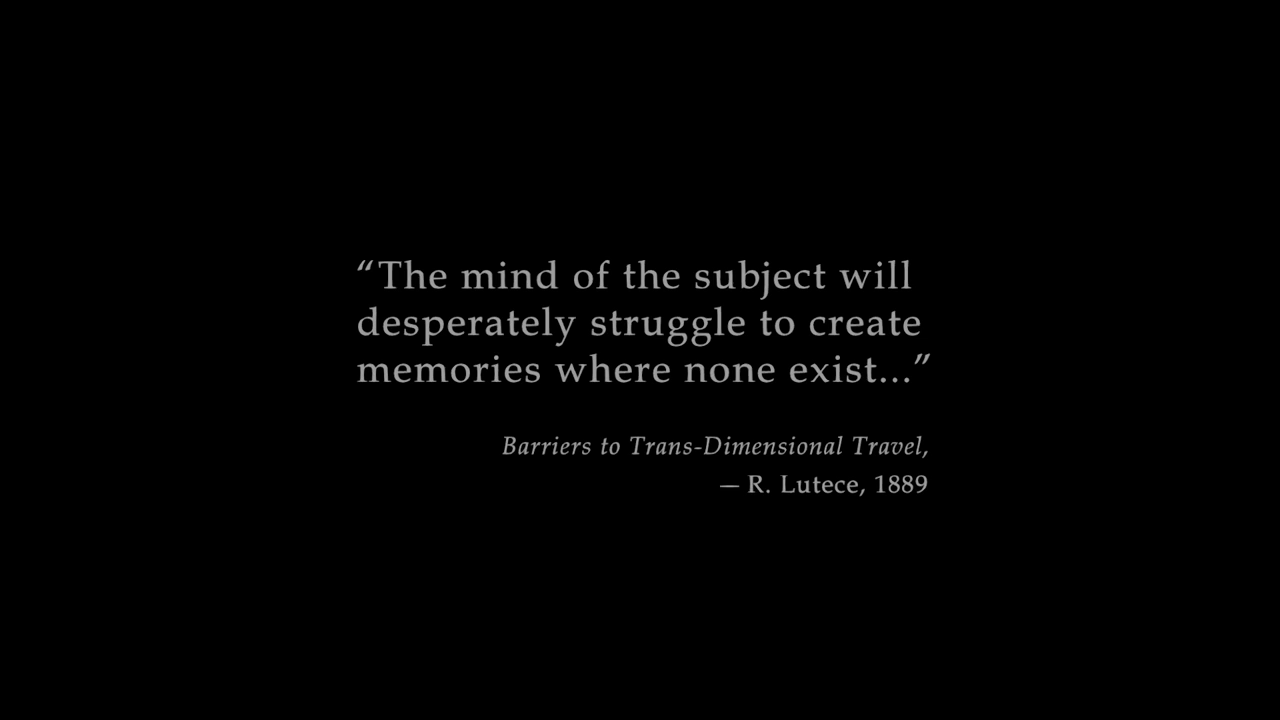 “The mind of the subject will
desperately struggle to create
memories where none exist...”
Barriers to Trans-Dimensional Travel,
— R. Lutece, 1889